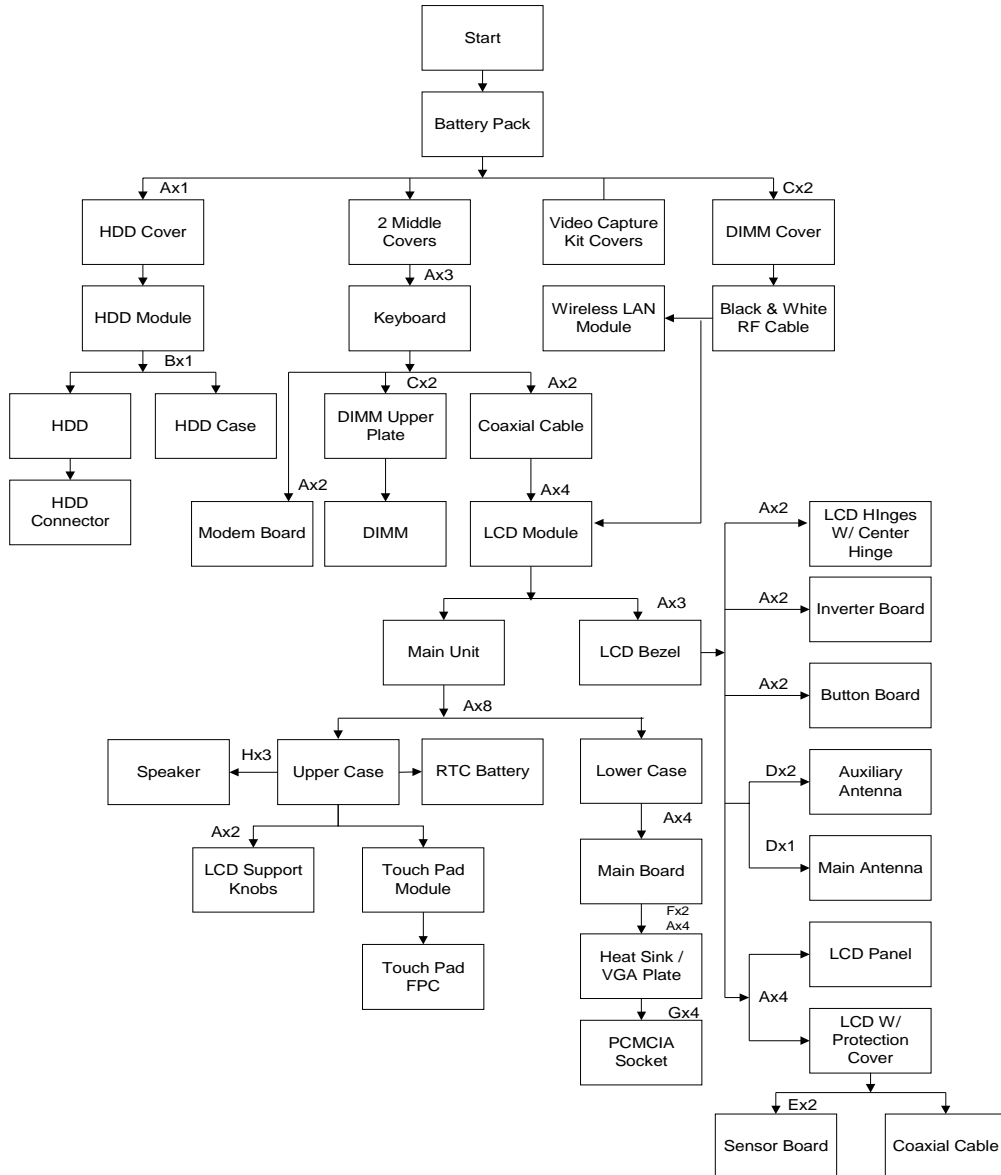 Start
Battery Pack
Ax1
Cx2
HDD Cover
2 Middle
Covers
Video Capture
Kit Covers
DIMM Cover
Ax3
HDD Module
Keyboard
Wireless LAN
Module
Black & White
RF Cable
Bx1
Cx2
Ax2
HDD
HDD Case
DIMM Upper
Plate
Coaxial Cable
Ax2
Ax4
HDD
Connector
Modem Board
DIMM
LCD Module
Ax2
LCD HInges
W/ Center
Hinge
Ax3
Ax2
Inverter Board
Main Unit
LCD Bezel
Ax2
Button Board
Ax8
Hx3
Speaker
Upper Case
RTC Battery
Lower Case
Dx2
Auxiliary
Antenna
Ax2
Ax4
Dx1
LCD Support
Knobs
Touch Pad
Module
Main Board
Main Antenna
Fx2
Ax4
Touch Pad
FPC
Heat Sink /
VGA Plate
LCD Panel
Ax4
Gx4
PCMCIA
Socket
LCD W/
Protection
Cover
Ex2
Sensor Board
Coaxial Cable